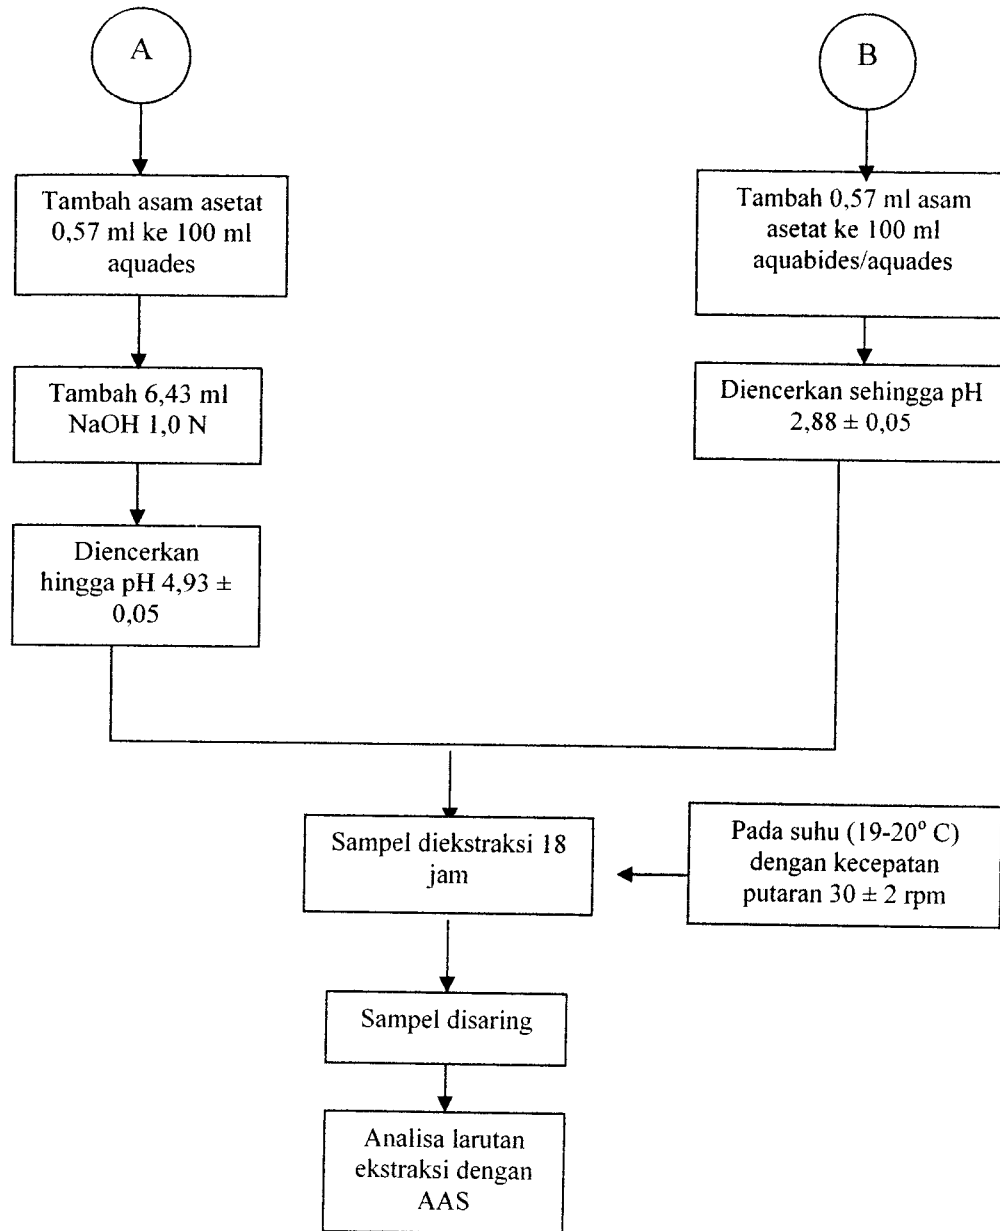 A
Tambah asam asetat
0,57 ml ke 100 ml
aquades
Tambah 6,43 ml
NaOH 1,0 N
Diencerkan
hingga pH 4,93 ±
0,05
B
Tambah 0,57 ml asam
asetat ke 100 ml
aquabides/aquades
Diencerkan sehingga pH
2,88 ± 0,05
Sampel diekstraksi 18
jam
Pada suhu (19-20° C)
dengan kecepatan
putaran 30 ± 2 rpm
Sampel disaring
Analisa larutan
ekstraksi dengan
AAS